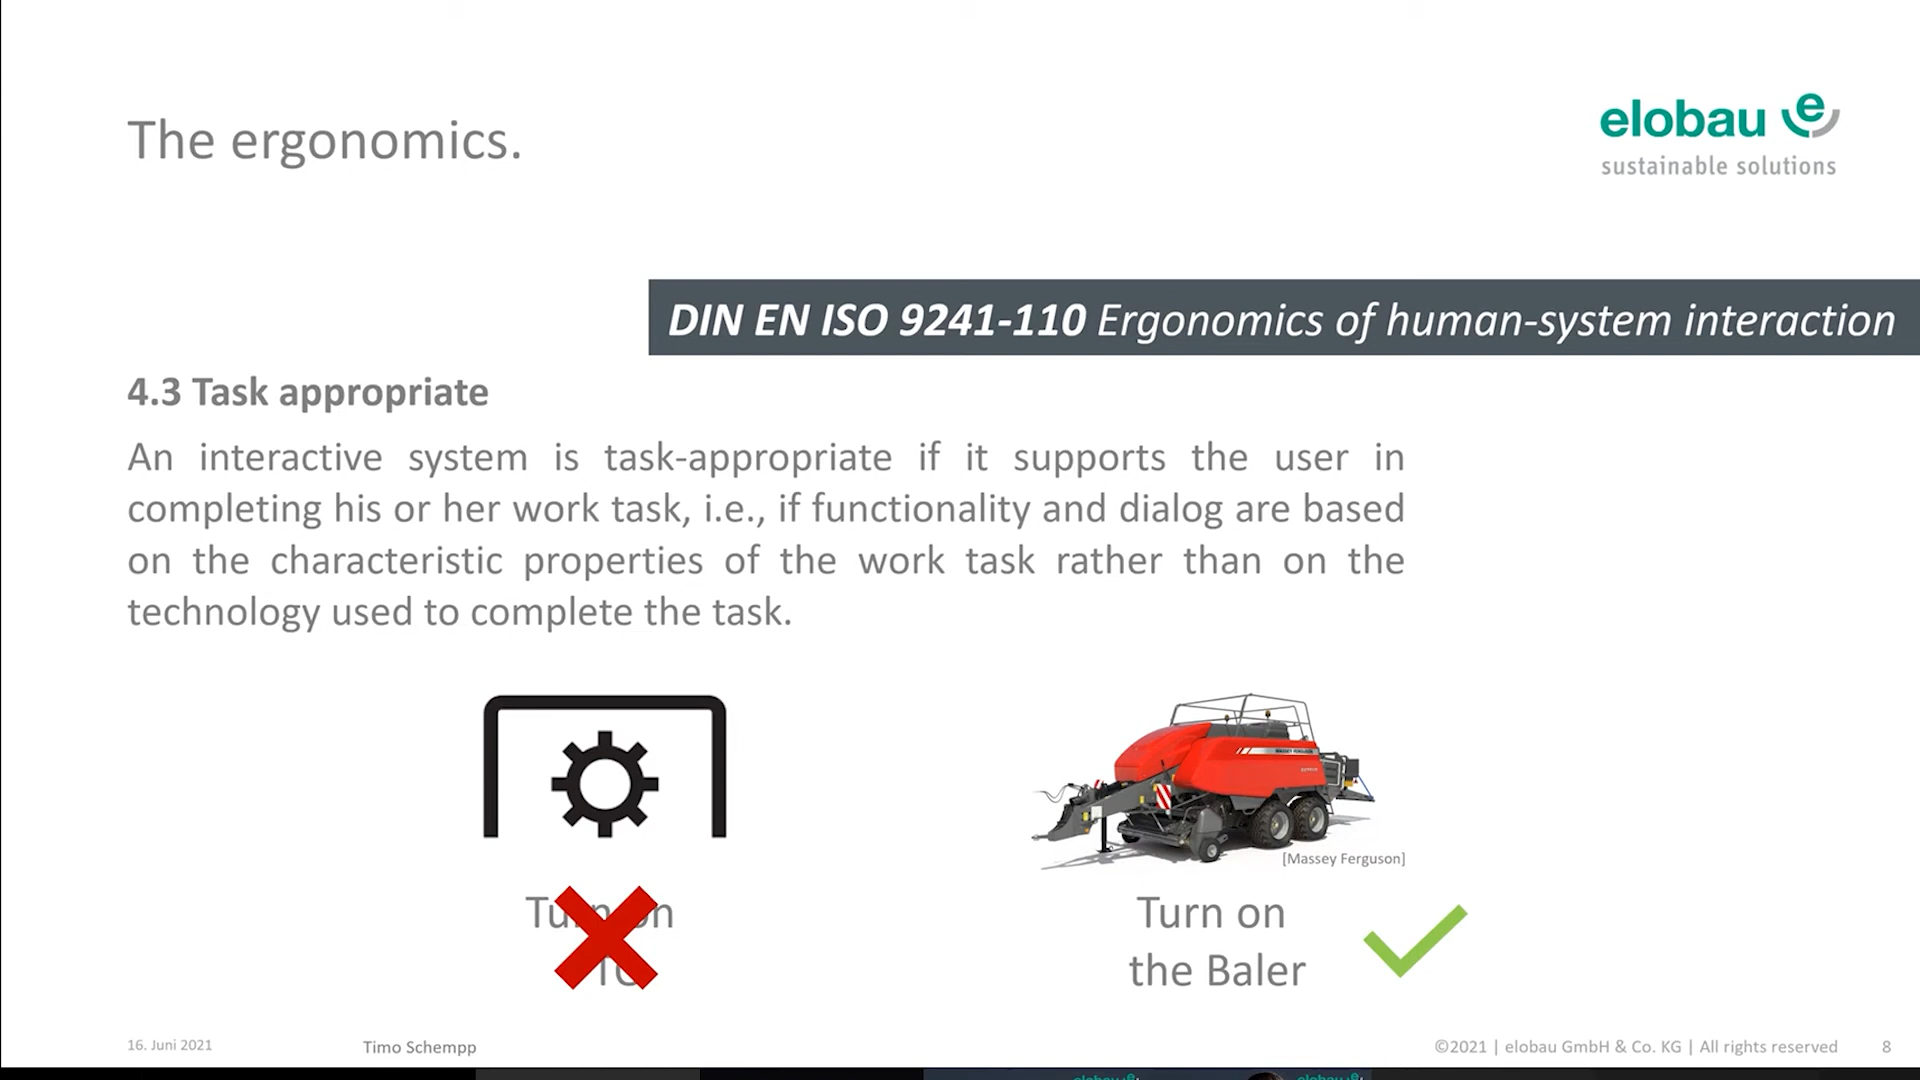 The ergonomics.
elobau e
sustainable solutions
DIN EN ISO 9241-110 Ergonomics of human-system interaction
4.3 Task appropriate
An interactive system is task-appropriate if it supports the user in
completing his or her work task, i.e., if functionality and dialog are based
on the characteristic properties of the work task rather than on the
technology used to complete the task.
MASSEY FERGUSON
[Massey Ferguson]
Turn on
Turn on
the Baler
16. Juni 2021
Timo Schempp
©2021 | elobau GmbH & Co. KG | All rights reserved
8